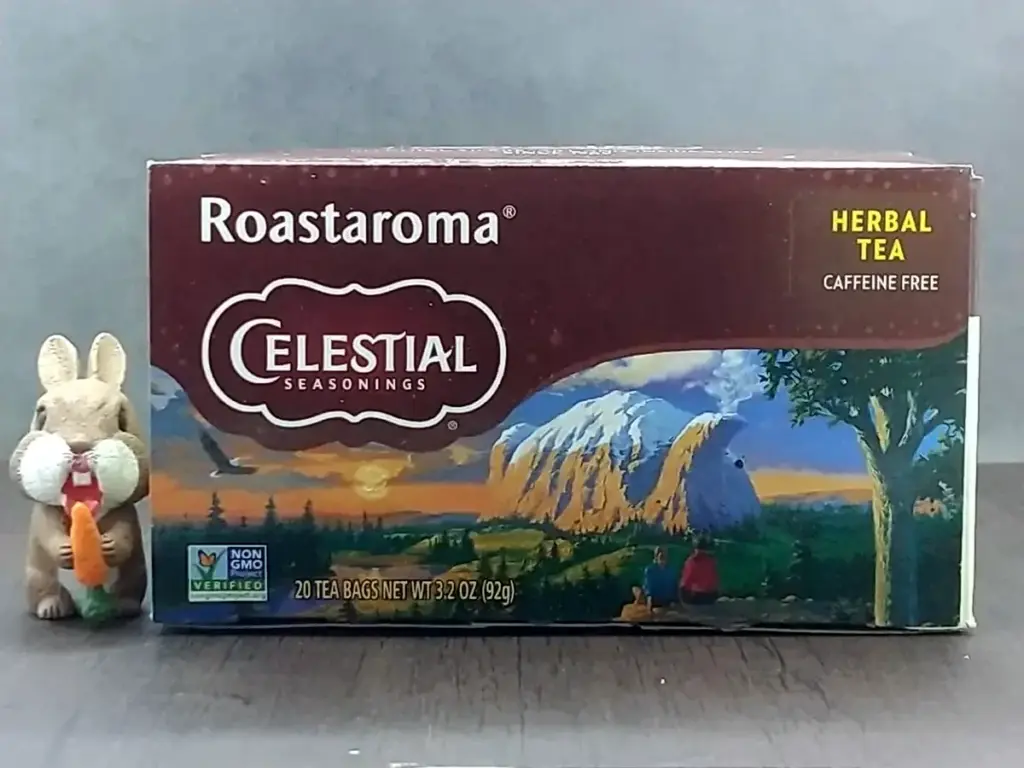 Roastaroma®
HERBAL
TEA
CAFFEINE FREE
CELESTIAL
SEASONINGS
®
NON
GMO
Project
VERIFIED
20 TEA BAGS NET WT 3.2 OZ (92g)